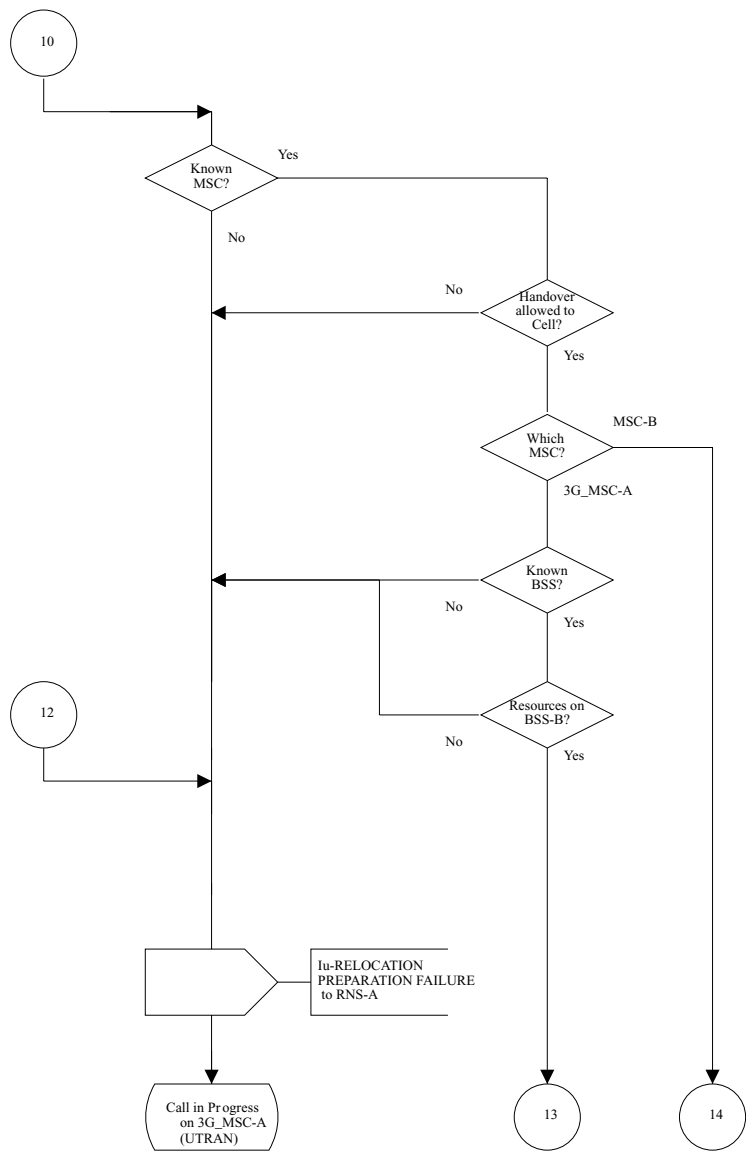 10
Yes
Known
MSC?
No
No
Handover
allowed to
Cell?
Yes
MSC-B
Which
MSC?
3G_MSC-A
Known
BSS?
No
Yes
12
Resources on
BSS-B?
No
Yes
Iu-RELOCATION
PREPARATION FAILURE
to RNS-A
Call in Progress
on 3G_MSC-A
(UTRAN)
13
14